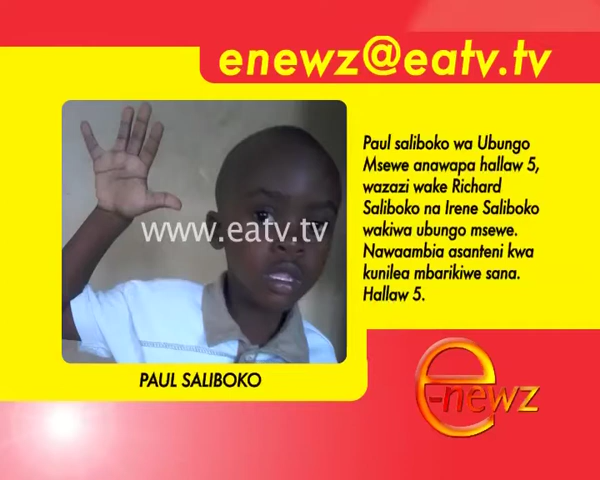 enewz@eatv.tv
Paul saliboko wa Ubungo
Msewe anawapa hallaw 5,
wazazi wake Richard
Saliboko na Irene Saliboko
wakiwa ubungo msewe.
Nawaambia asanteni kwa
kunilea mbarikiwe sana.
Hallaw 5.
www.eatv.tv
PAUL SALIBOKO
e-newz